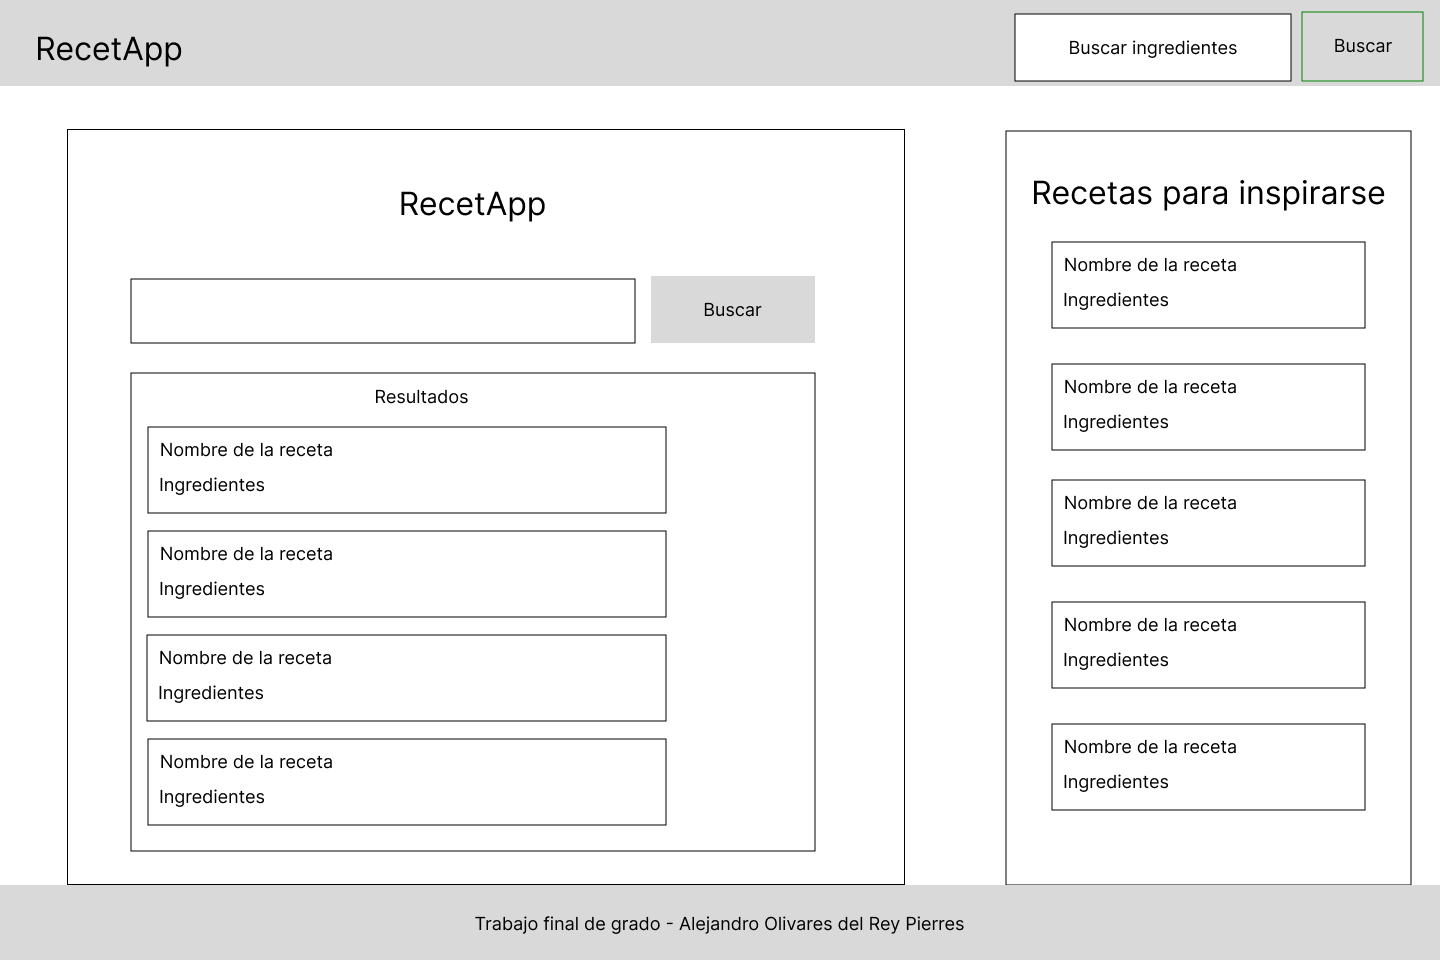 RecetApp
Buscar ingredientes
Buscar
RecetApp
Buscar
Resultados
Nombre de la receta
Ingredientes
Nombre de la receta
Ingredientes
Nombre de la receta
Ingredientes
Nombre de la receta
Ingredientes
Recetas para inspirarse
Nombre de la receta
Ingredientes
Nombre de la receta
Ingredientes
Nombre de la receta
Ingredientes
Nombre de la receta
Ingredientes
Nombre de la receta
Ingredientes
Trabajo final de grado - Alejandro Olivares del Rey Pierres